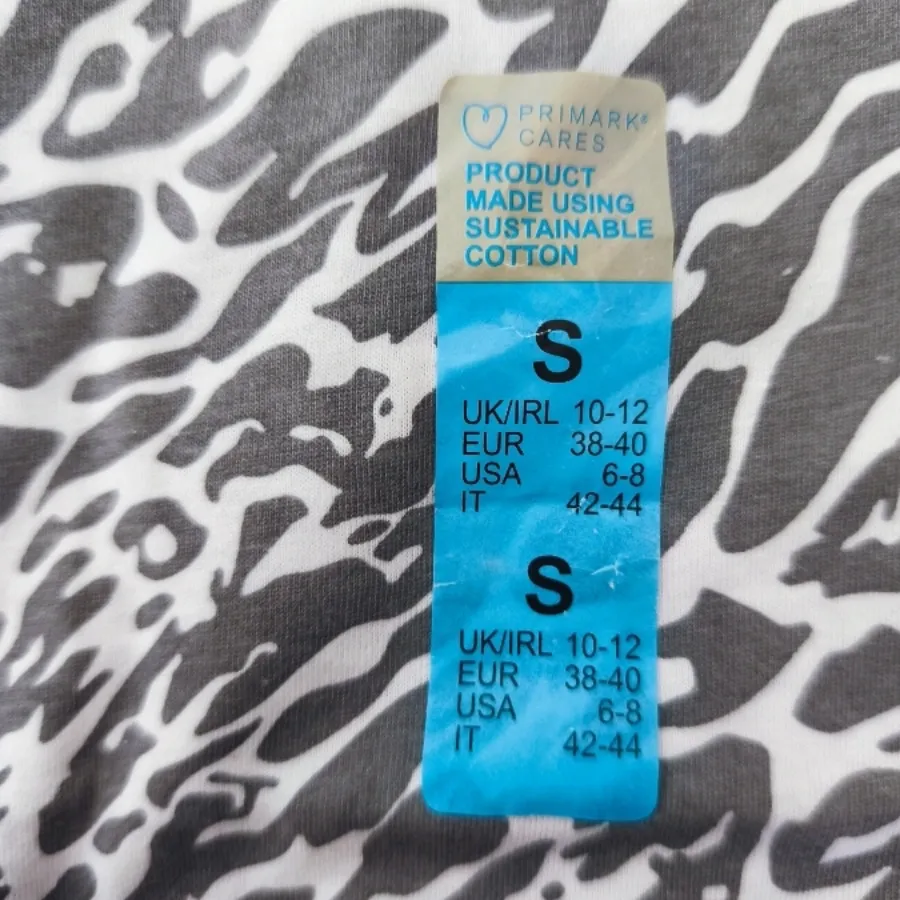 PRIMARK®
CARES
PRODUCT
MADE USING
SUSTAINABLE
COTTON
S
UK/IRL 10-12
EUR 38-40
USA 6-8
IT 42-44
S
UK/IRL 10-12
EUR 38-40
USA 6-8
IT 42-44